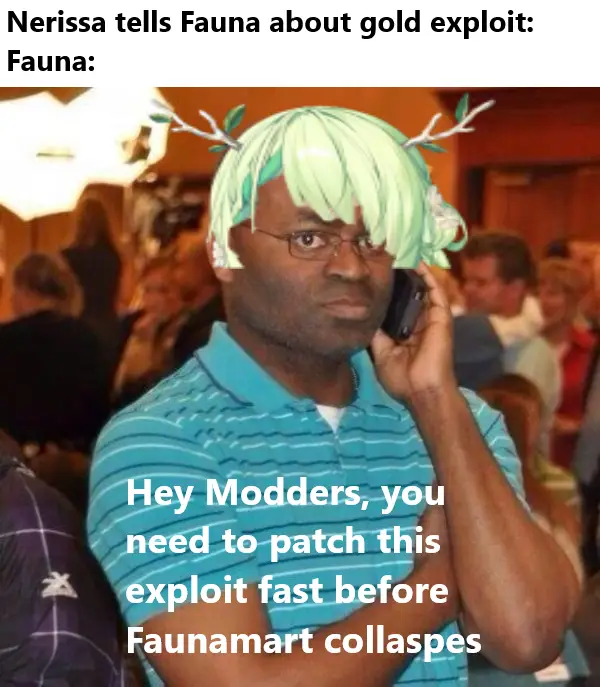 Nerissa tells Fauna about gold exploit:
Fauna:
Hey Modders, you
need to patch this
exploit fast before
Faunamart collaspes